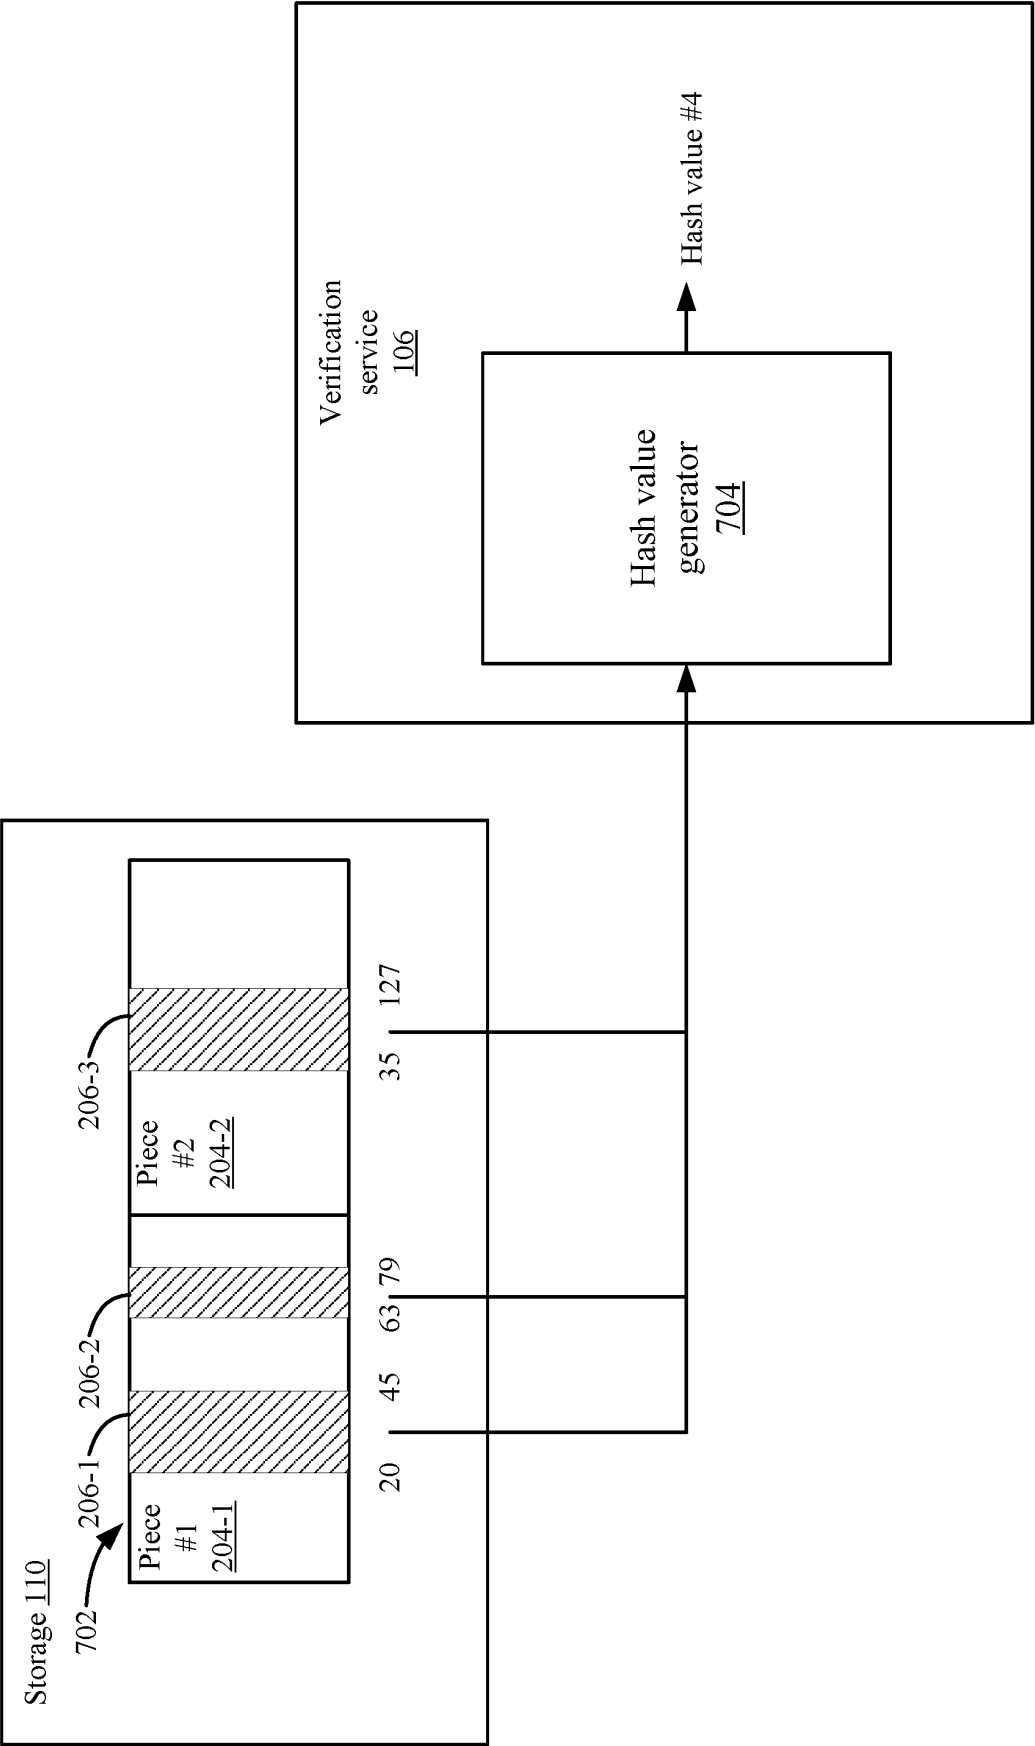 Storage 110
702
206-1
206-2
206-3
Piece
#1
204-1
Piece
#2
204-2
20
45
63
79
35
127
Verification
service
106
Hash value
generator
704
Hash value #4